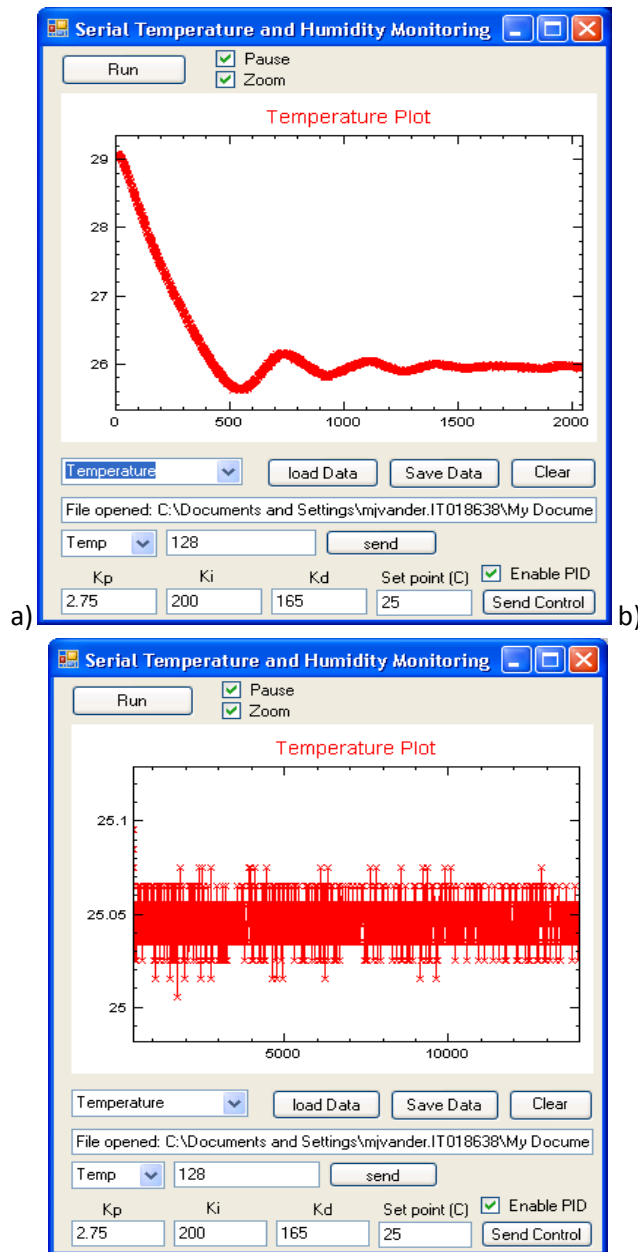 Serial Temperature and Humidity Monitoring
Run
Pause
Zoom
Temperature Plot
29
28
27
26
0 500 1000 1500 2000
Temperature load Data Save Data Clear
File opened: C:\Documents and Settings\mjvander.IT018638\My Docume
Temp 128 send
Kp Ki Kd Set point (C) Enable PID
2.75 200 165 25 Send Control
a) b)
Serial Temperature and Humidity Monitoring
Run
Pause
Zoom
Temperature Plot
25.1
25.05
25
5000 10000
Temperature load Data Save Data Clear
File opened: C:\Documents and Settings\mjvander.IT018638\My Docume
Temp 128 send
Kp Ki Kd Set point (C) Enable PID
2.75 200 165 25 Send Control